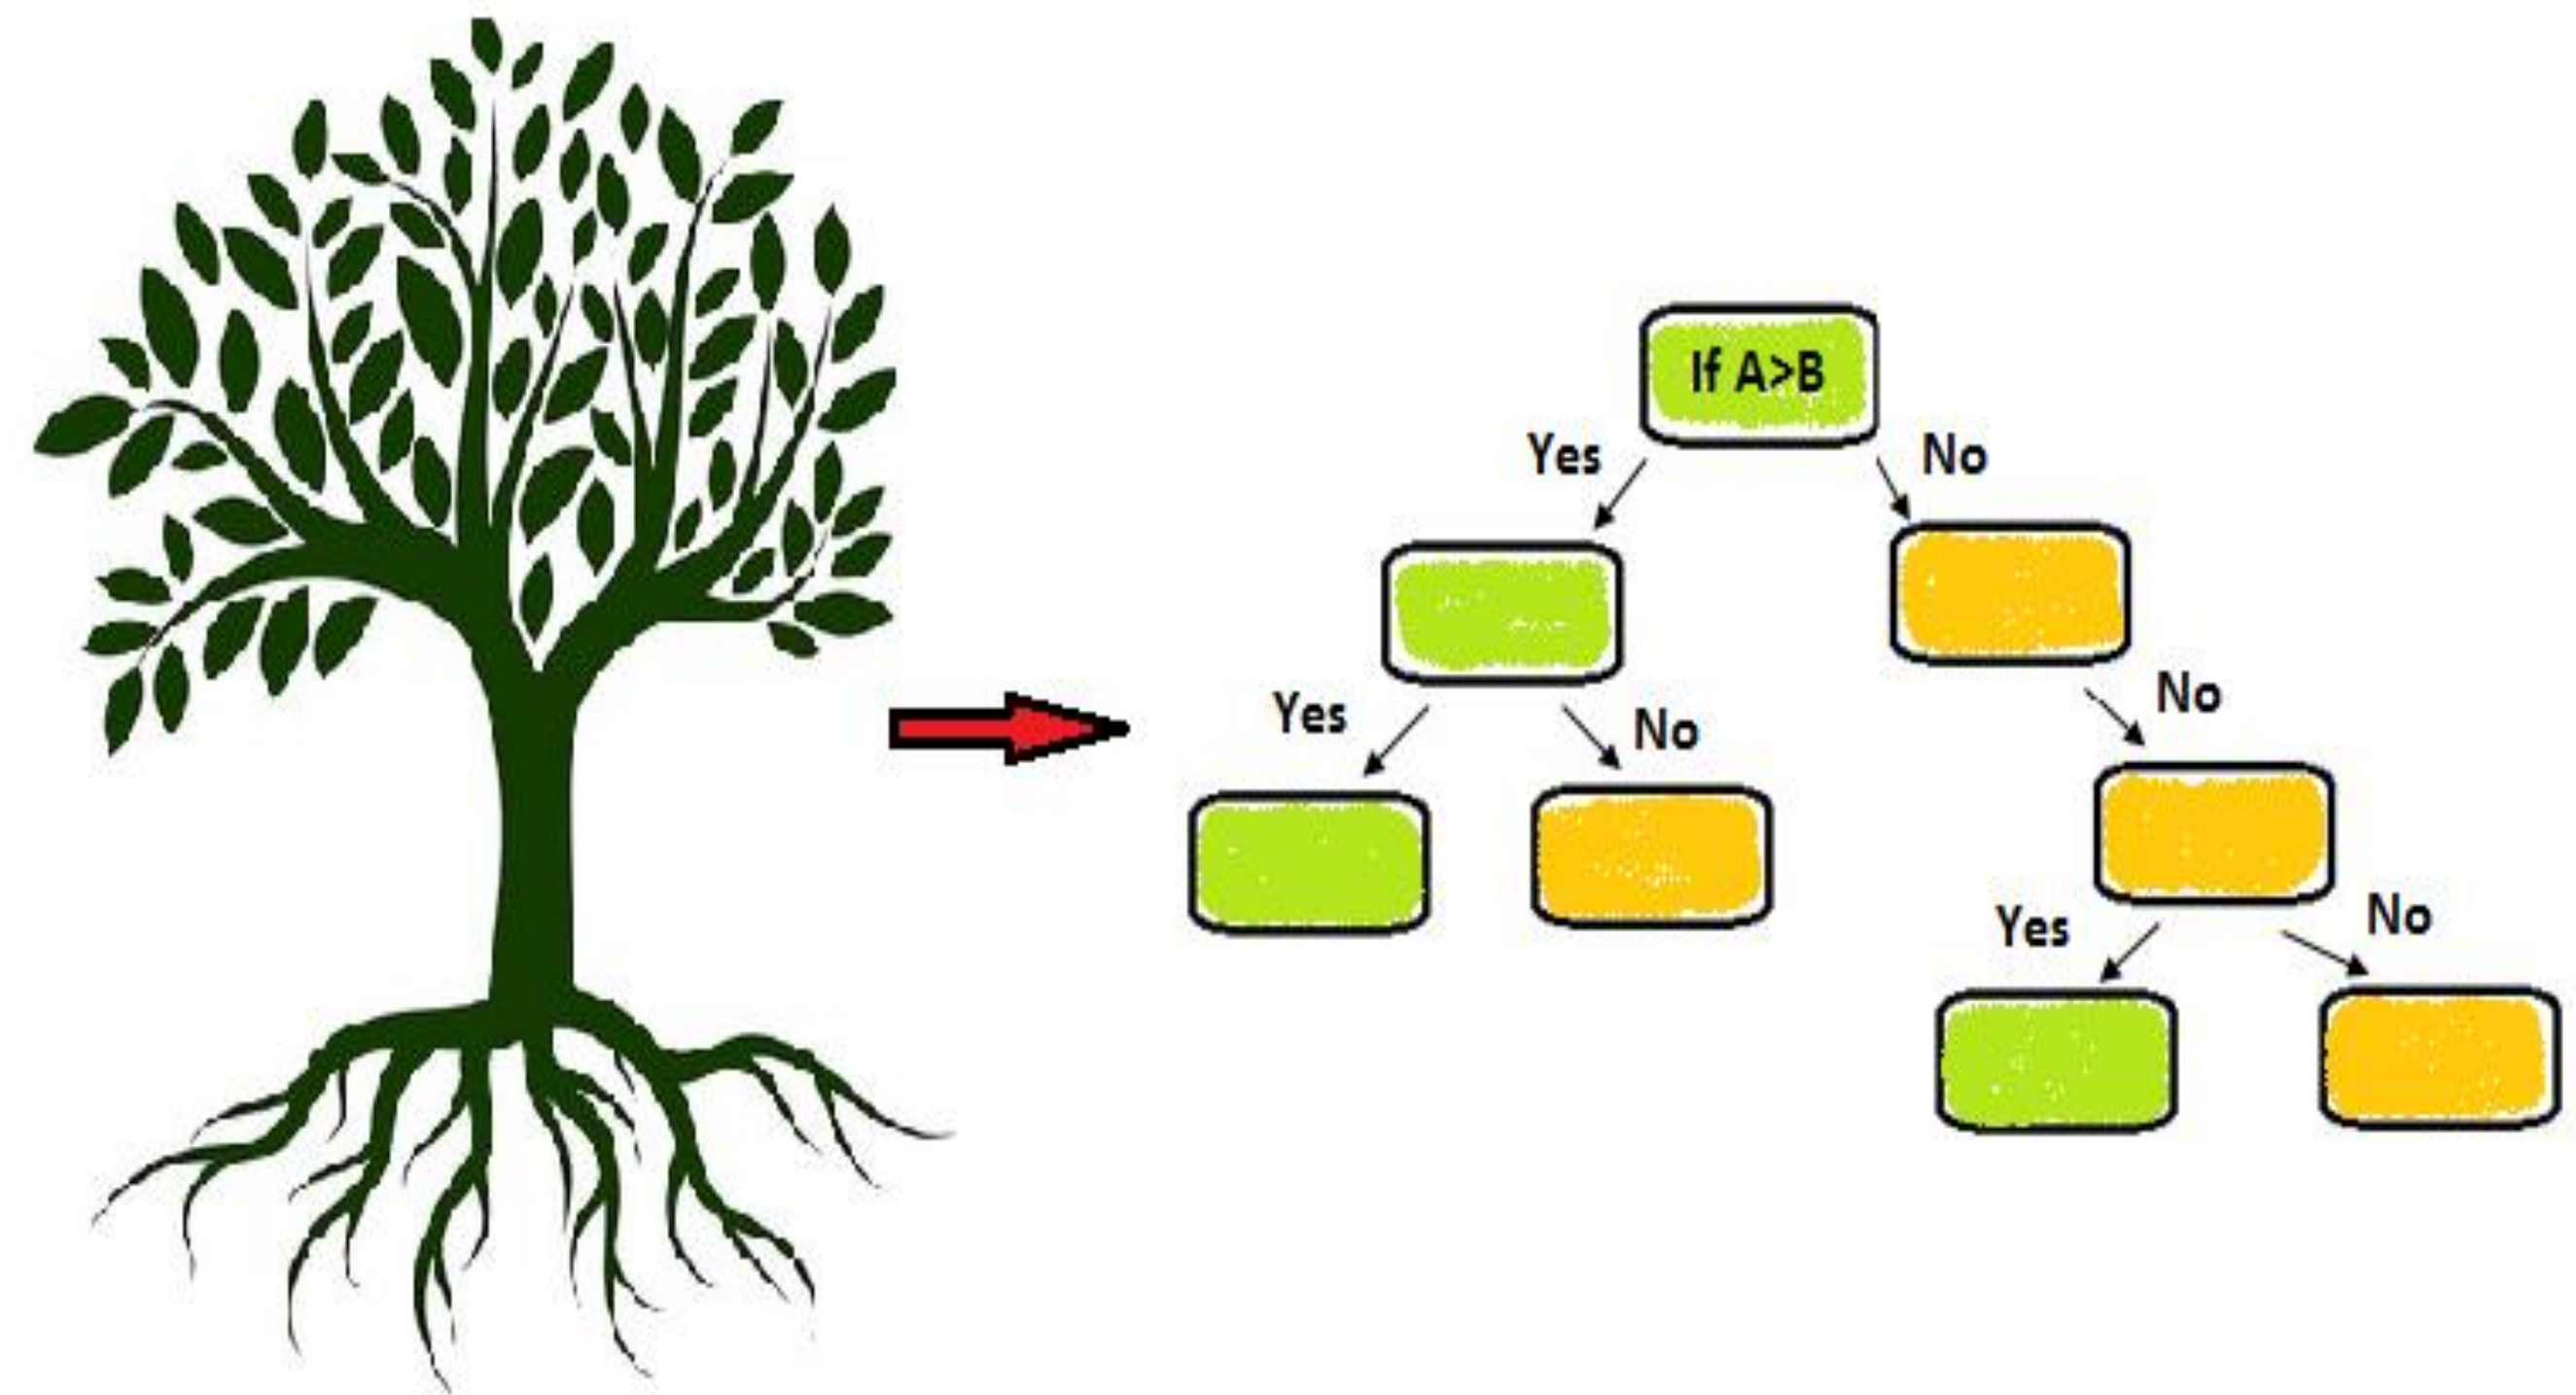 If A>B
Yes
No
Yes
No
No
Yes
No